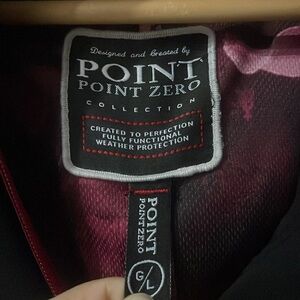 Designed and Created by
POINT
POINT ZERO
COLLECTION
CREATED TO PERFECTION
FULLY FUNCTIONAL
WEATHER PROTECTION
POINT
POINT ZERO
G/L